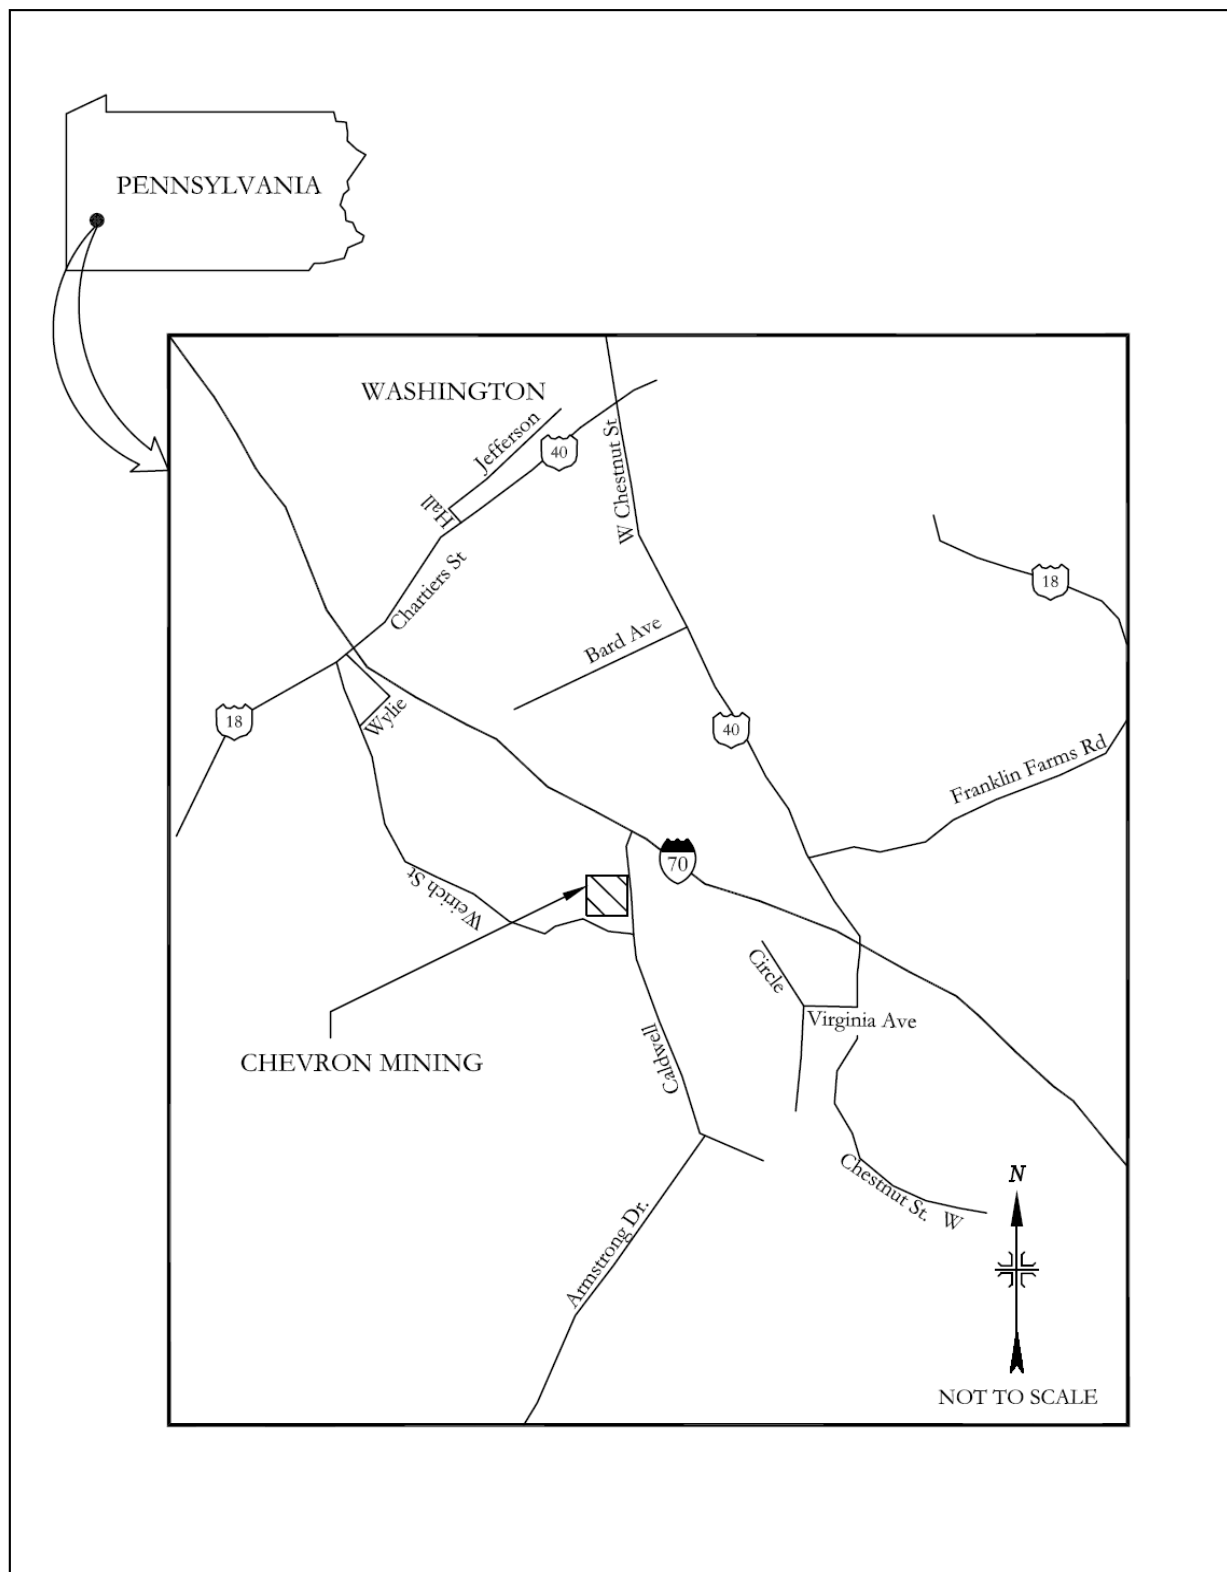 PENNSYLVANIA
WASHINGTON
Jefferson
40
Hall
W Chestnut St
Chartiers St
18
Bard Ave
18
Wylie
40
Franklin Farms Rd
70
Weirich St
Circle
Virginia Ave
Caldwell
CHEVRON MINING
Chestnut St. W
N
Armstrong Dr.
NOT TO SCALE